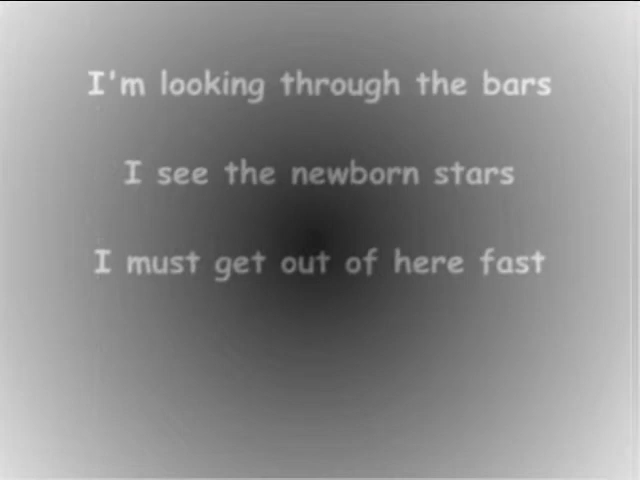 I'm looking through the bars
I see the newborn stars
I must get out of here fast